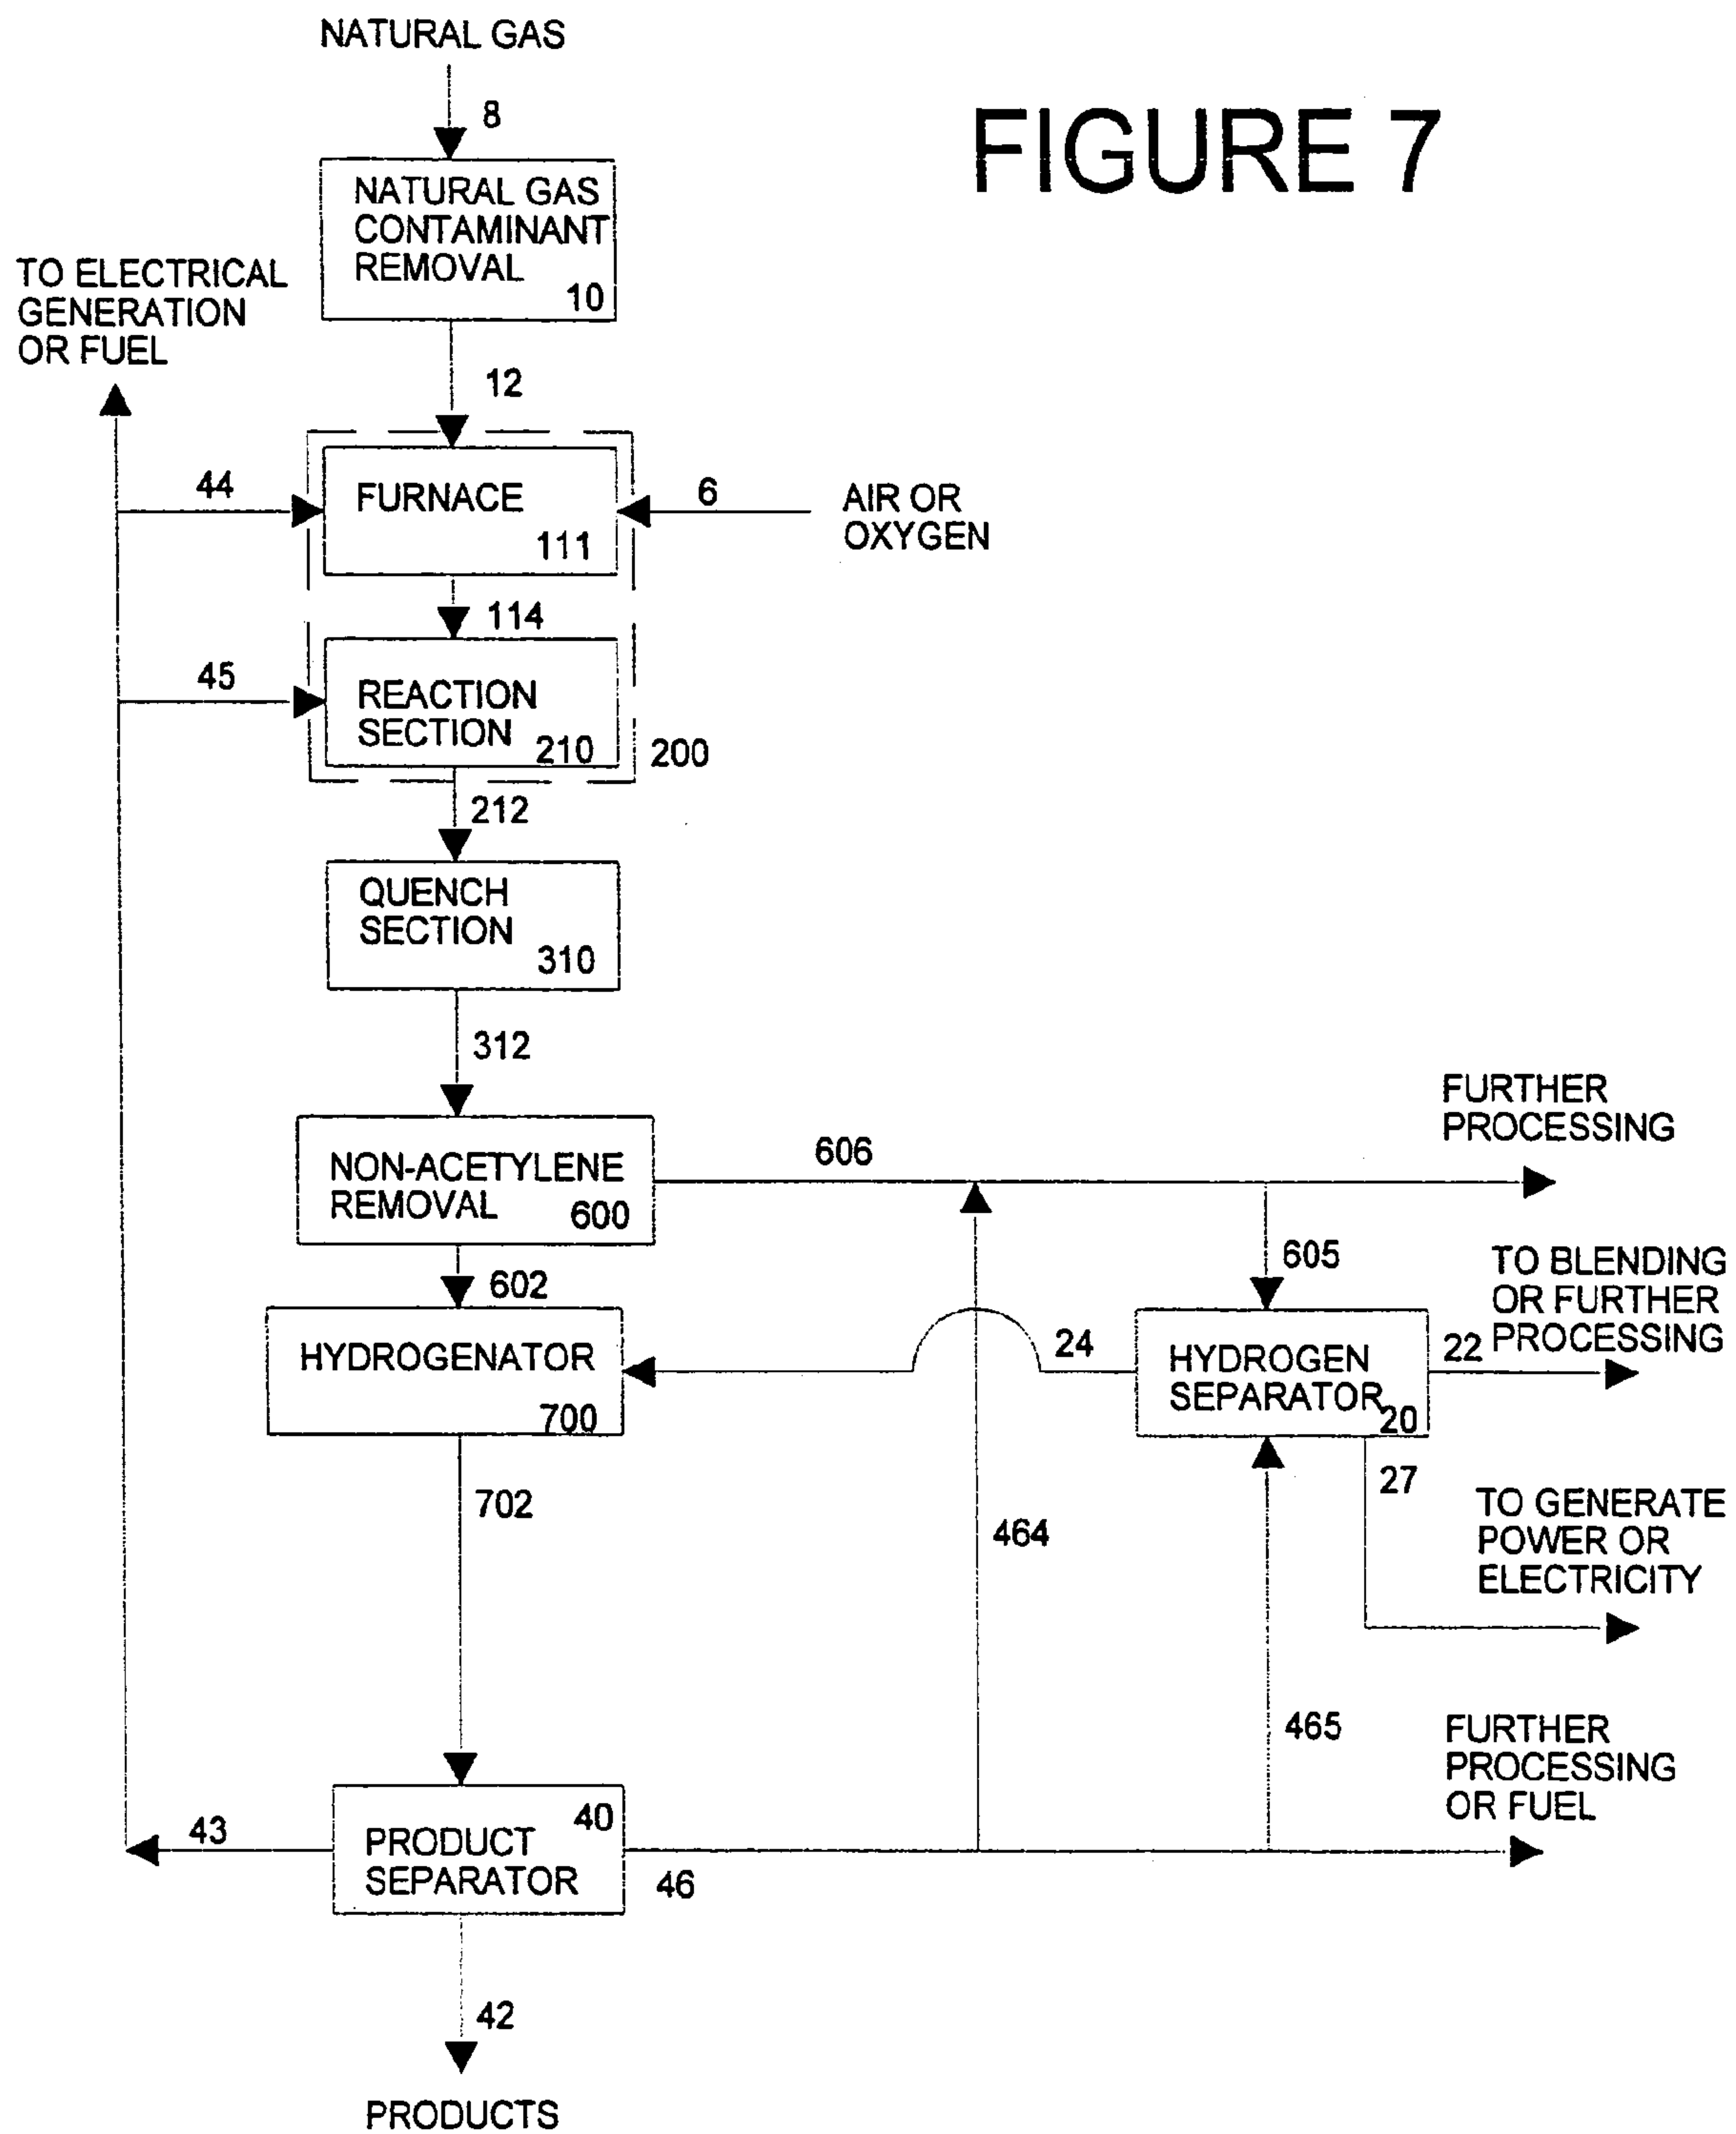 NATURAL GAS
8
FIGURE 7
NATURAL GAS
CONTAMINANT
REMOVAL
10
TO ELECTRICAL
GENERATION
OR FUEL
12
44
FURNACE
111
6
AIR OR
OXYGEN
114
45
REACTION
SECTION
210
200
212
QUENCH
SECTION
310
312
FURTHER
PROCESSING
NON-ACETYLENE
REMOVAL
600
606
605
TO BLENDING
OR FURTHER
PROCESSING
602
HYDROGENATOR
700
24
HYDROGEN
SEPARATOR
20
22
27
702
464
TO GENERATE
POWER OR
ELECTRICITY
465
FURTHER
PROCESSING
OR FUEL
43
40
PRODUCT
SEPARATOR
46
42
PRODUCTS